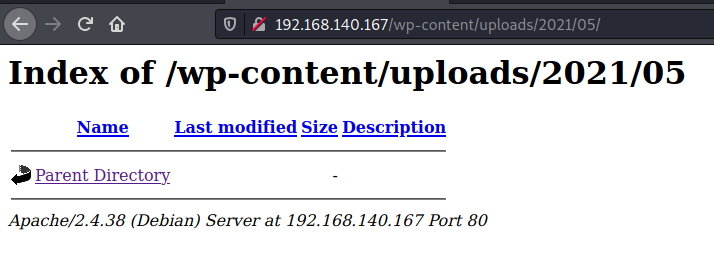 192.168.140.167/wp-content/uploads/2021/05/
Index of /wp-content/uploads/2021/05
Name Last modified Size Description
Parent Directory -
Apache/2.4.38 (Debian) Server at 192.168.140.167 Port 80